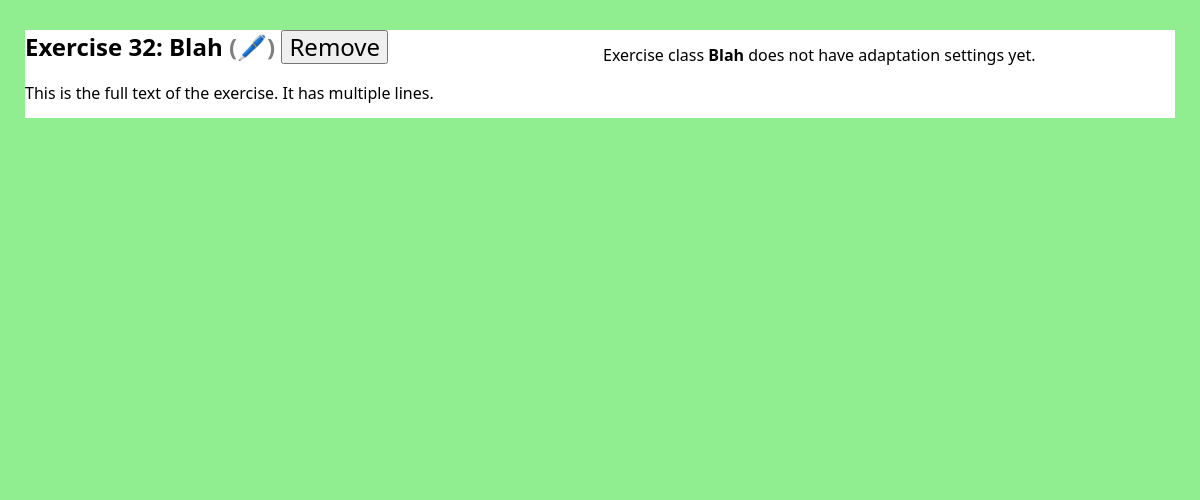 Exercise 32: Blah (🖊️) Remove
This is the full text of the exercise. It has multiple lines.
Exercise class Blah does not have adaptation settings yet.